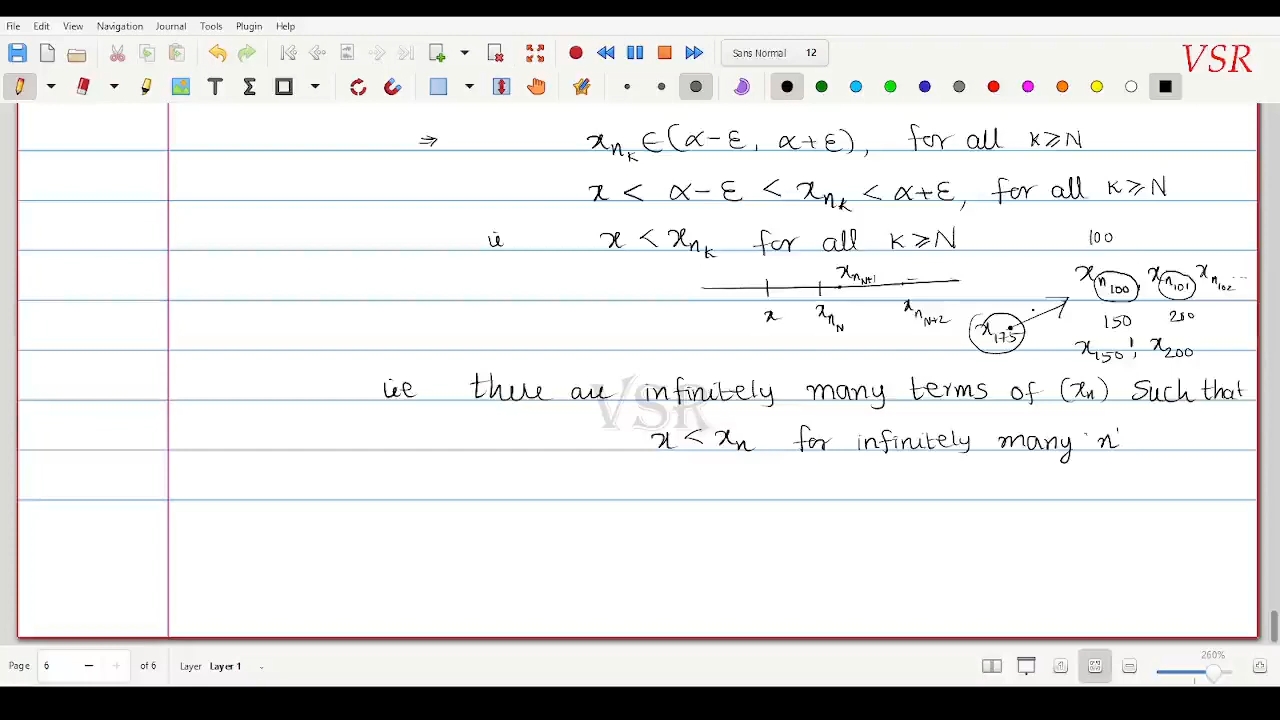 File Edit View Navigation Journal Tools Plugin Help
VSR
Sans Normal 12
⇒ x_{n_k} ∈ (α-ε, α+ε), for all K≥N
x < α-ε < x_{n_k} < α+ε, for all K≥N
ie x < x_{n_k} for all K≥N
100
x_{n_{N+1}}
x_{n_{100}}, x_{n_{101}} x_{n_{102}} ...
x x_{n_N} x_{n_{N+2}}
x_{175}
150 200
x_{150}, x_{200}
i.e there are infinitely many terms of (x_n) such that
VSR
x < x_n for infinitely many 'n'
Page 6 of 6 Layer Layer 1
260%